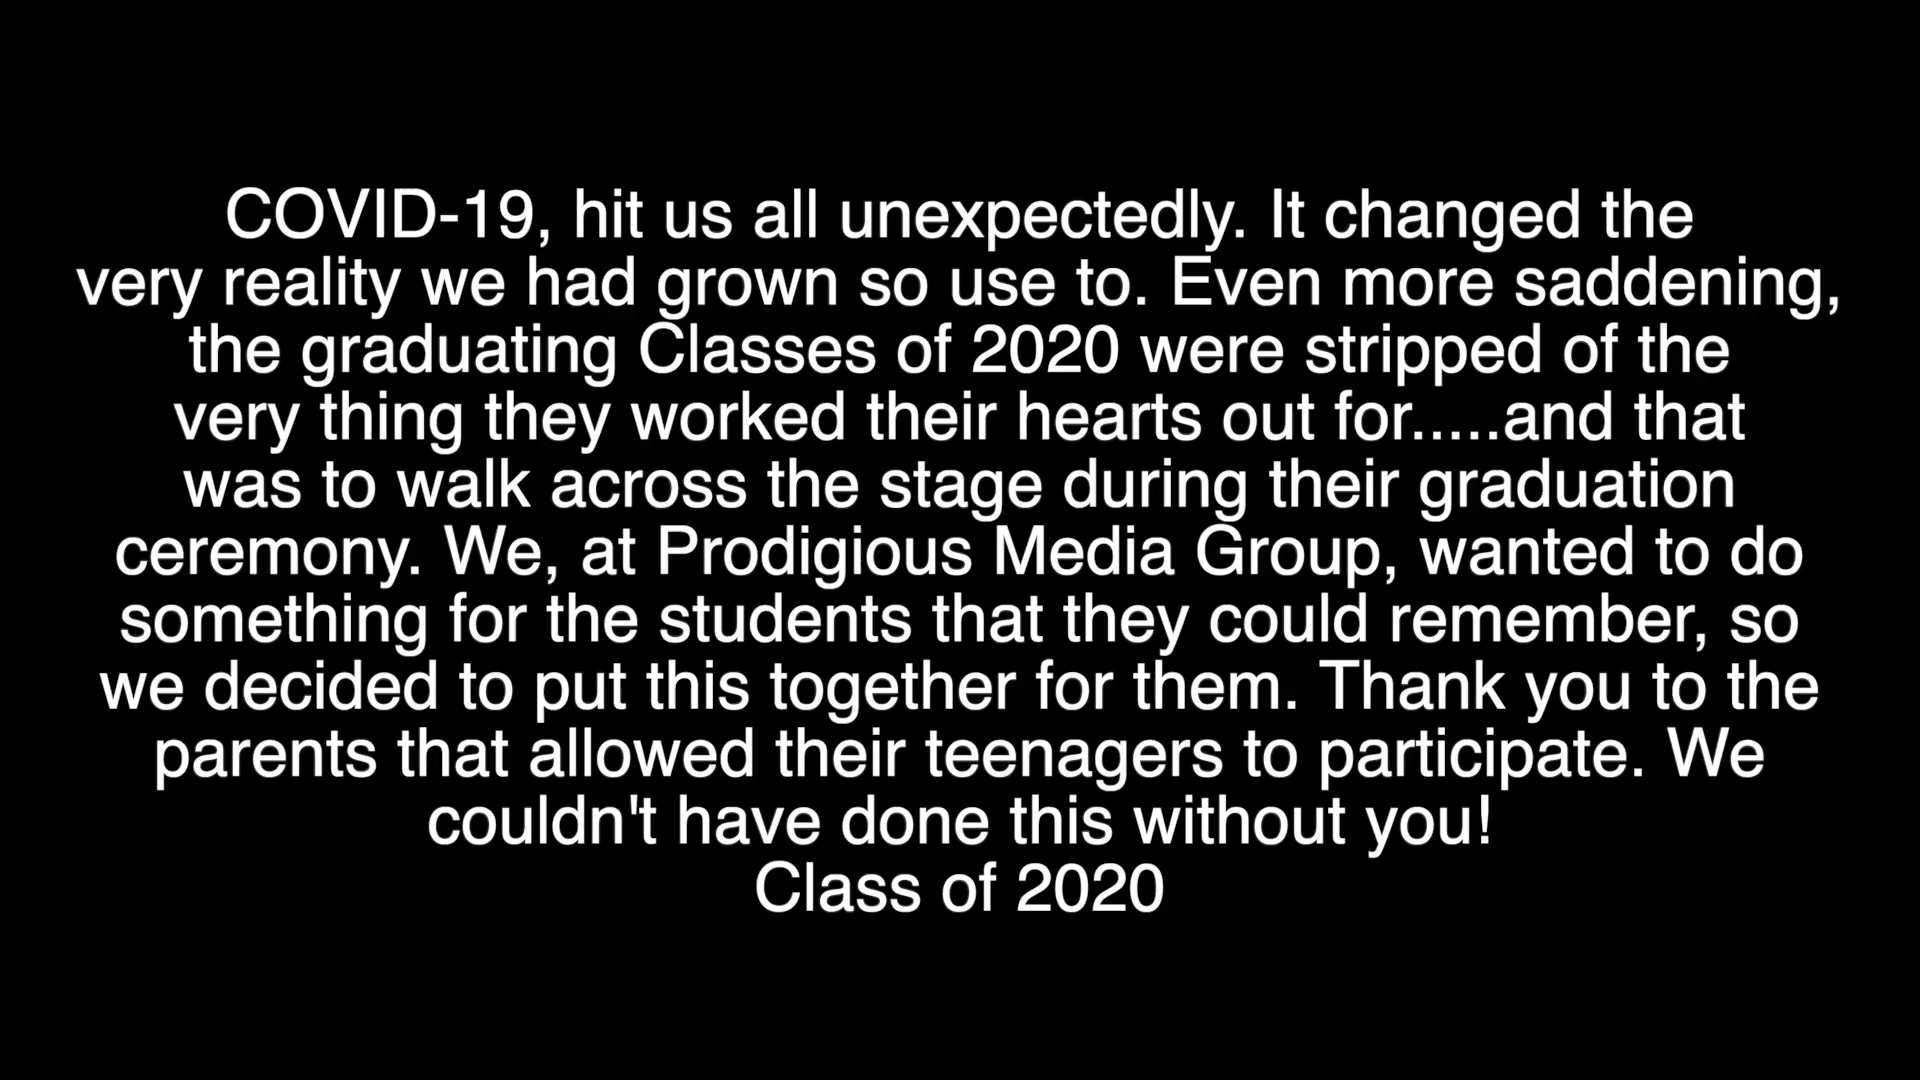 COVID-19, hit us all unexpectedly. It changed the
very reality we had grown so use to. Even more saddening,
the graduating Classes of 2020 were stripped of the
very thing they worked their hearts out for.....and that
was to walk across the stage during their graduation
ceremony. We, at Prodigious Media Group, wanted to do
something for the students that they could remember, so
we decided to put this together for them. Thank you to the
parents that allowed their teenagers to participate. We
couldn't have done this without you!
Class of 2020